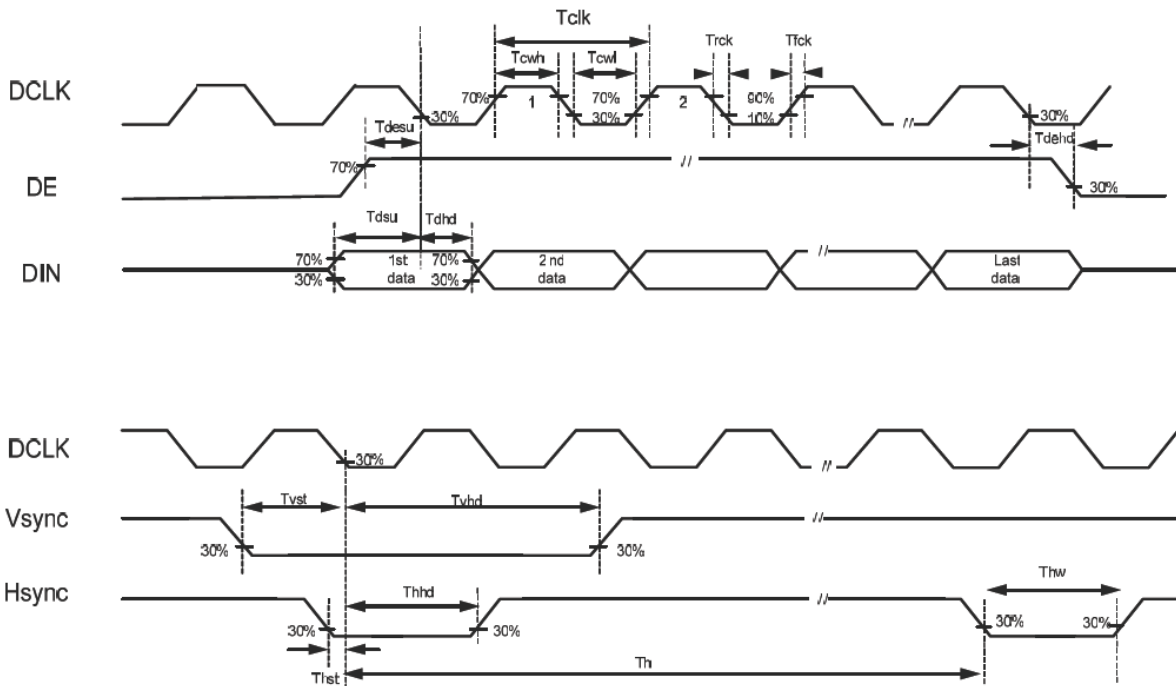 Tclk
Tcwh Tcwl Trck Tfck
DCLK
70% 1 70% 2 90%
30% 30% 10% 30%
Tdesu Tdehd
70%
DE
30%
Tdsu Tdhd
70% 1st 70% 2nd
DIN
30% data 30% data
Last
data
DCLK
30%
Tvst Tvhd
Vsync
30% 30%
Hsync
Thhd Thw
30% 30% 30% 30%
Thst Th